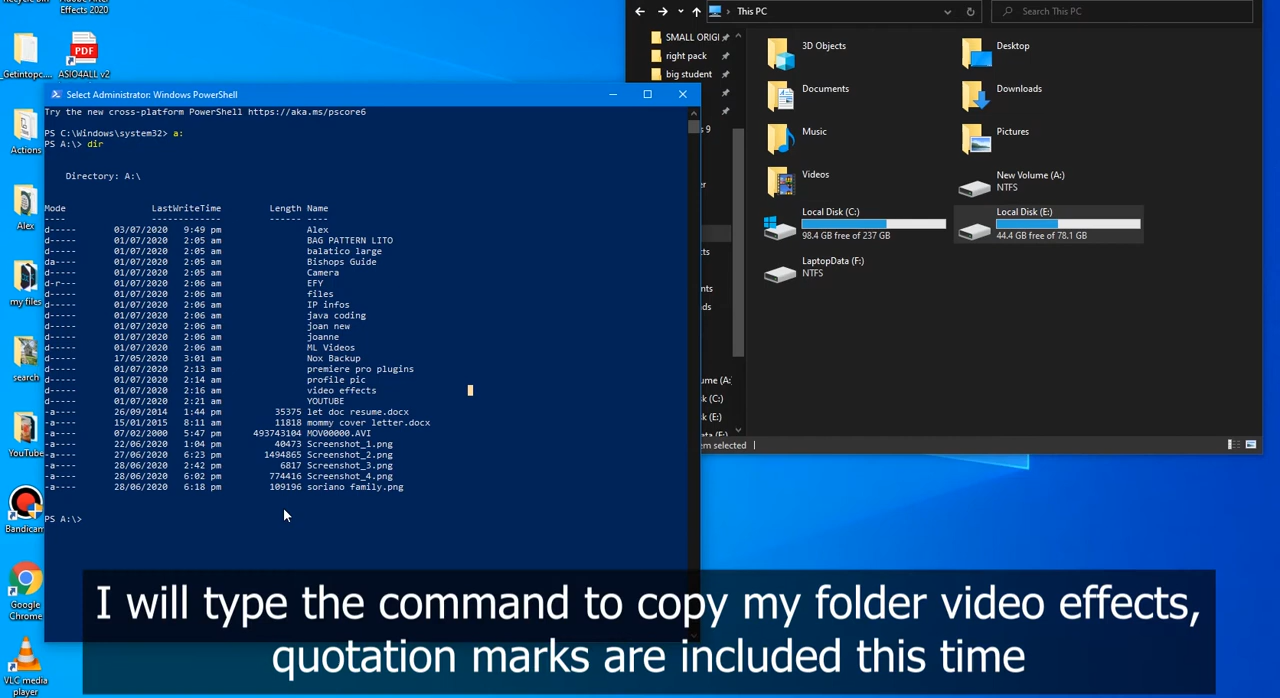 Effects 2020
This PC
Search This PC
PDF
_Getintopc....
ASIO4ALL v2
SMALL ORIGI
right pack
big student
s 9
3D Objects
Desktop
Documents
Downloads
Music
Pictures
Videos
New Volume (A:)
NTFS
Local Disk (C:)
98.4 GB free of 237 GB
Local Disk (E:)
44.4 GB free of 78.1 GB
LaptopData (F:)
NTFS
Actions
Alex
my files
search
YouTube
Bandicam
Google
Chrome
VLC media
player
Select Administrator: Windows PowerShell
Try the new cross-platform PowerShell https://aka.ms/pscore6
PS C:\Windows\system32> a:
PS A:\> dir
Directory: A:\
Mode LastWriteTime Length Name
---- ------------- ------ ----
d----- 03/07/2020 9:49 pm Alex
d----- 01/07/2020 2:05 am BAG PATTERN LITO
d----- 01/07/2020 2:05 am balatico large
da---- 01/07/2020 2:05 am Bishops Guide
d----- 01/07/2020 2:06 am Camera
d-r--- 01/07/2020 2:06 am EFY
d----- 01/07/2020 2:06 am files
d----- 01/07/2020 2:06 am IP infos
d----- 01/07/2020 2:06 am java coding
d----- 01/07/2020 2:06 am joan new
d----- 01/07/2020 2:06 am joanne
d----- 01/07/2020 2:06 am ML Videos
d----- 17/05/2020 3:01 am Nox Backup
d----- 01/07/2020 2:13 am premiere pro plugins
d----- 01/07/2020 2:14 am profile pic
d----- 01/07/2020 2:16 am video effects
d----- 01/07/2020 2:21 am YOUTUBE
-a---- 26/09/2014 1:44 pm 35375 let doc resume.docx
-a---- 15/01/2015 8:11 am 11818 mommy cover letter.docx
-a---- 07/02/2000 5:47 pm 493743104 MOV00000.AVI
-a---- 22/06/2020 1:04 pm 40473 Screenshot_1.png
-a---- 27/06/2020 6:23 pm 1494865 Screenshot_2.png
-a---- 28/06/2020 2:42 pm 6817 Screenshot_3.png
-a---- 28/06/2020 6:02 pm 774416 Screenshot_4.png
-a---- 28/06/2020 6:18 pm 109196 soriano family.png
PS A:\>
ume (A:
k (C:)
k (E:)
em selected
I will type the command to copy my folder video effects,
quotation marks are included this time